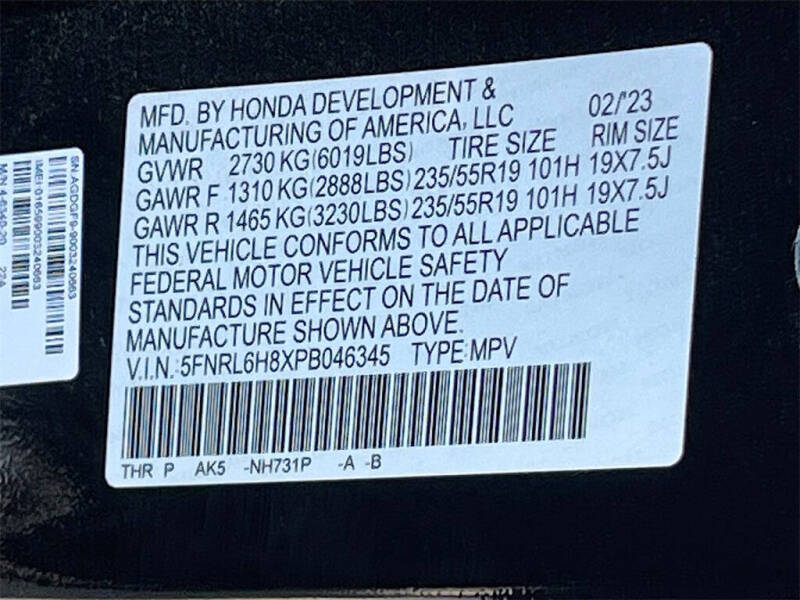 MFD. BY HONDA DEVELOPMENT &
MANUFACTURING OF AMERICA, LLC 02/'23
GVWR 2730 KG(6019LBS) TIRE SIZE RIM SIZE
GAWR F 1310 KG(2888LBS) 235/55R19 101H 19X7.5J
GAWR R 1465 KG(3230LBS) 235/55R19 101H 19X7.5J
THIS VEHICLE CONFORMS TO ALL APPLICABLE
FEDERAL MOTOR VEHICLE SAFETY
STANDARDS IN EFFECT ON THE DATE OF
MANUFACTURE SHOWN ABOVE.
V.I.N.:5FNRL6H8XPB046345 TYPE:MPV
THR P AK5 -NH731P -A -B